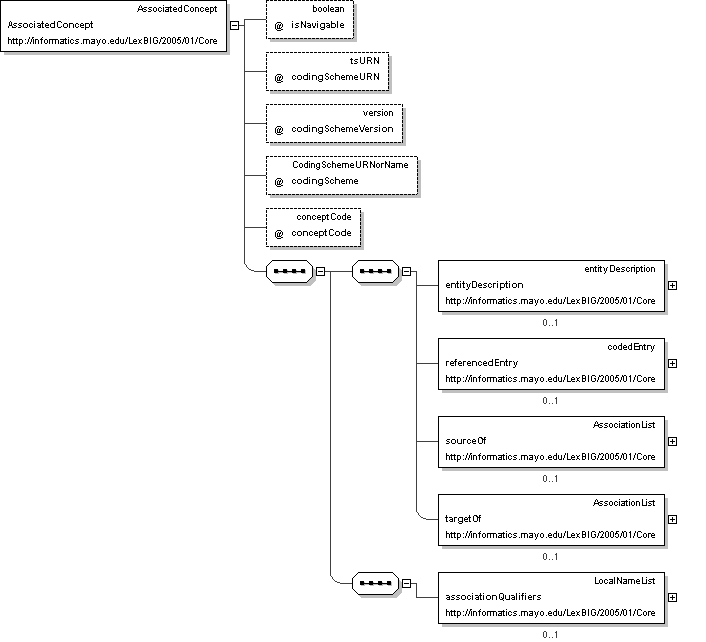 AssociatedConcept
AssociatedConcept
http://informatics.mayo.edu/LexBIG/2005/01/Core
boolean
@ isNavigable
tsURN
@ codingSchemeURN
version
@ codingSchemeVersion
CodingSchemeURNorName
@ codingScheme
conceptCode
@ conceptCode
entityDescription
entityDescription
http://informatics.mayo.edu/LexBIG/2005/01/Core
0..1
codedEntry
referencedEntry
http://informatics.mayo.edu/LexBIG/2005/01/Core
0..1
AssociationList
sourceOf
http://informatics.mayo.edu/LexBIG/2005/01/Core
0..1
AssociationList
targetOf
http://informatics.mayo.edu/LexBIG/2005/01/Core
0..1
LocalNameList
associationQualifiers
http://informatics.mayo.edu/LexBIG/2005/01/Core
0..1